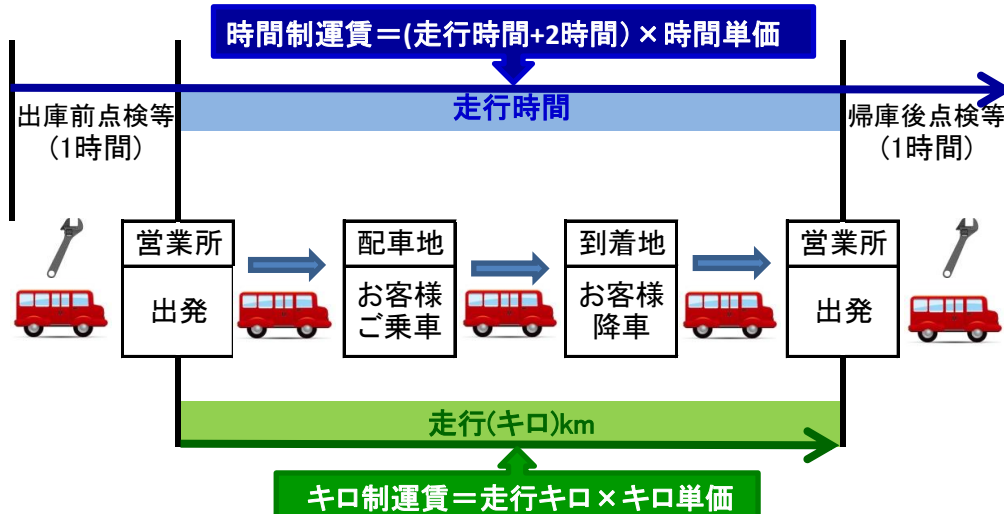 時間制運賃＝(走行時間+2時間)×時間単価
走行時間
出庫前点検等
(1時間)
帰庫後点検等
(1時間)
営業所
出発
配車地
お客様
ご乗車
到着地
お客様
降車
営業所
出発
走行(キロ)km
キロ制運賃＝走行キロ×キロ単価